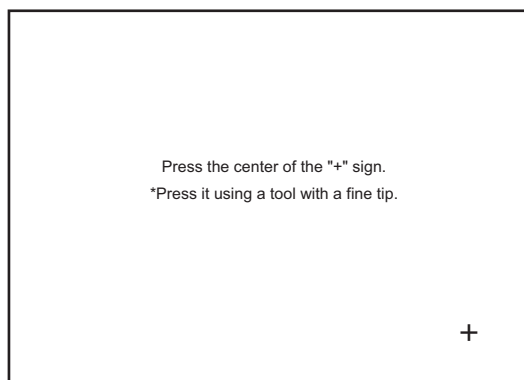 Press the center of the "+" sign.
*Press it using a tool with a fine tip.
+